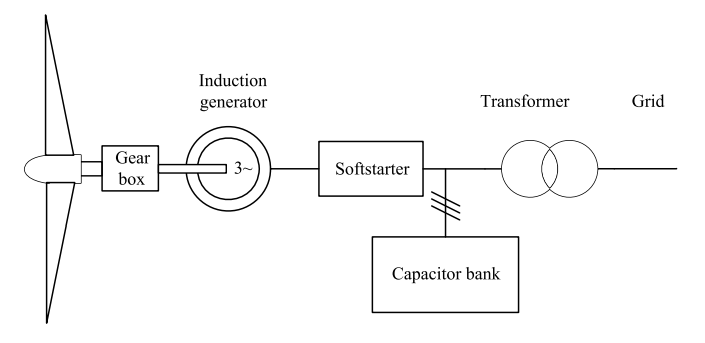 Induction
generator
Transformer
Grid
Gear
box
3~
Softstarter
Capacitor bank